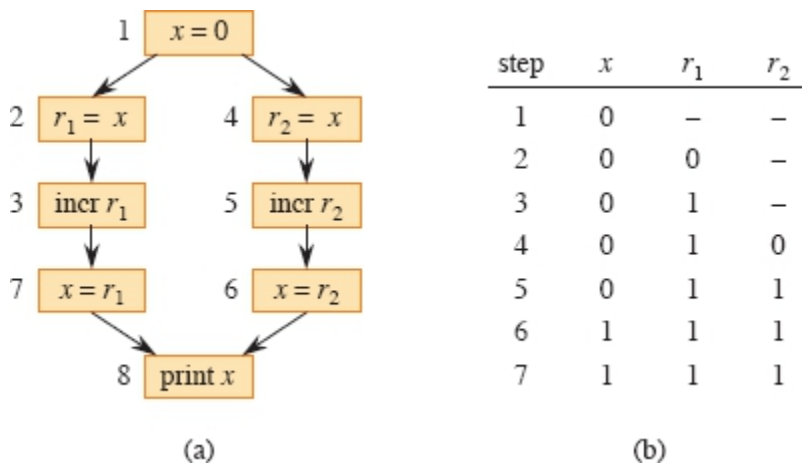 1 x = 0
2 r₁ = x 4 r₂ = x
3 incr r₁ 5 incr r₂
7 x = r₁ 6 x = r₂
8 print x
(a)
step x r₁ r₂
1 0 – –
2 0 0 –
3 0 1 –
4 0 1 0
5 0 1 1
6 1 1 1
7 1 1 1
(b)